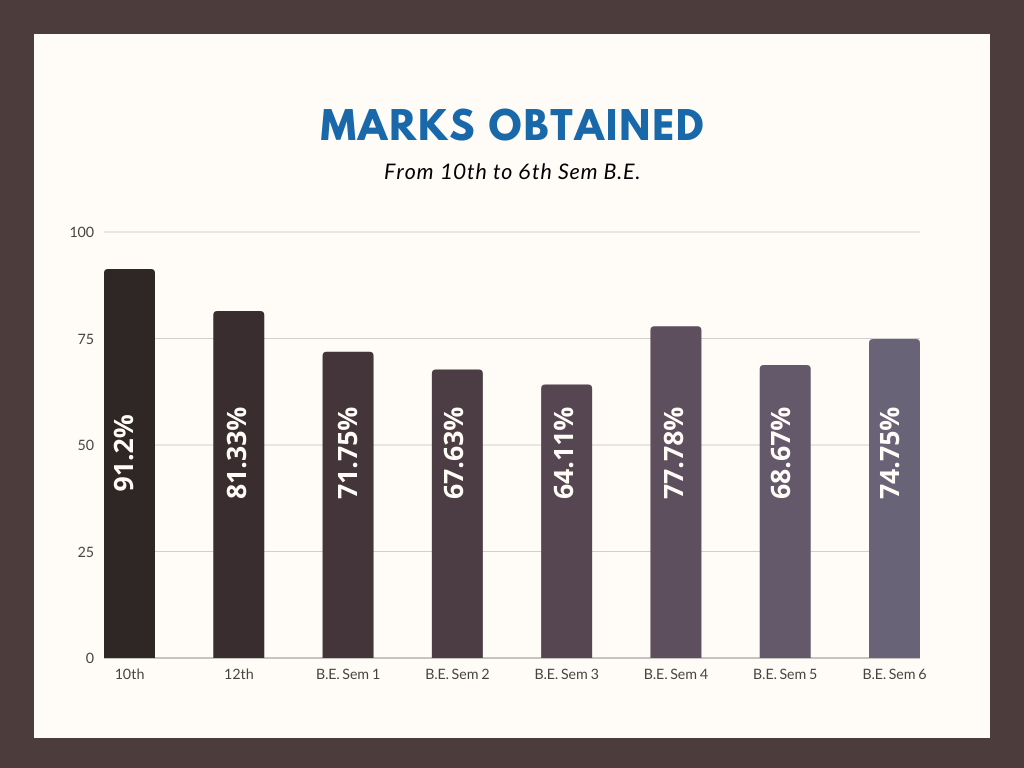 MARKS OBTAINED
From 10th to 6th Sem B.E.
100
75
50
25
0
91.2%
81.33%
71.75%
67.63%
64.11%
77.78%
68.67%
74.75%
10th
12th
B.E. Sem 1
B.E. Sem 2
B.E. Sem 3
B.E. Sem 4
B.E. Sem 5
B.E. Sem 6